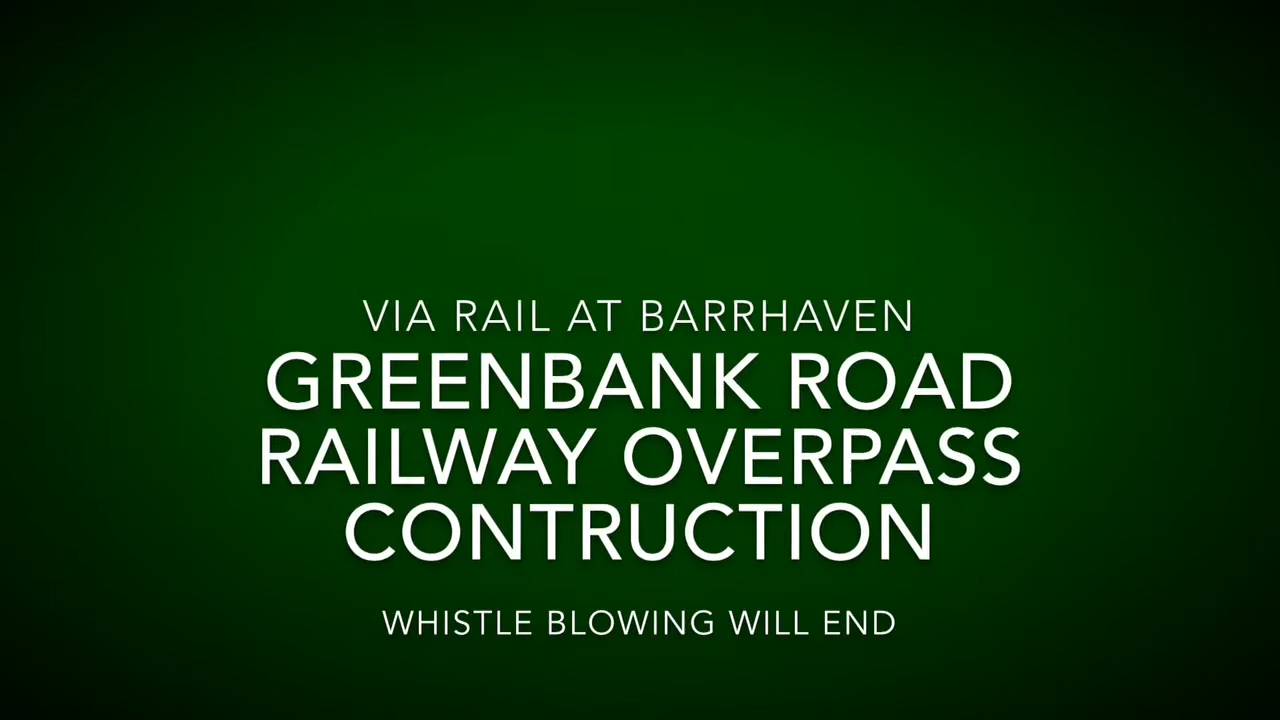 VIA RAIL AT BARRHAVEN
GREENBANK ROAD
RAILWAY OVERPASS
CONTRUCTION
WHISTLE BLOWING WILL END